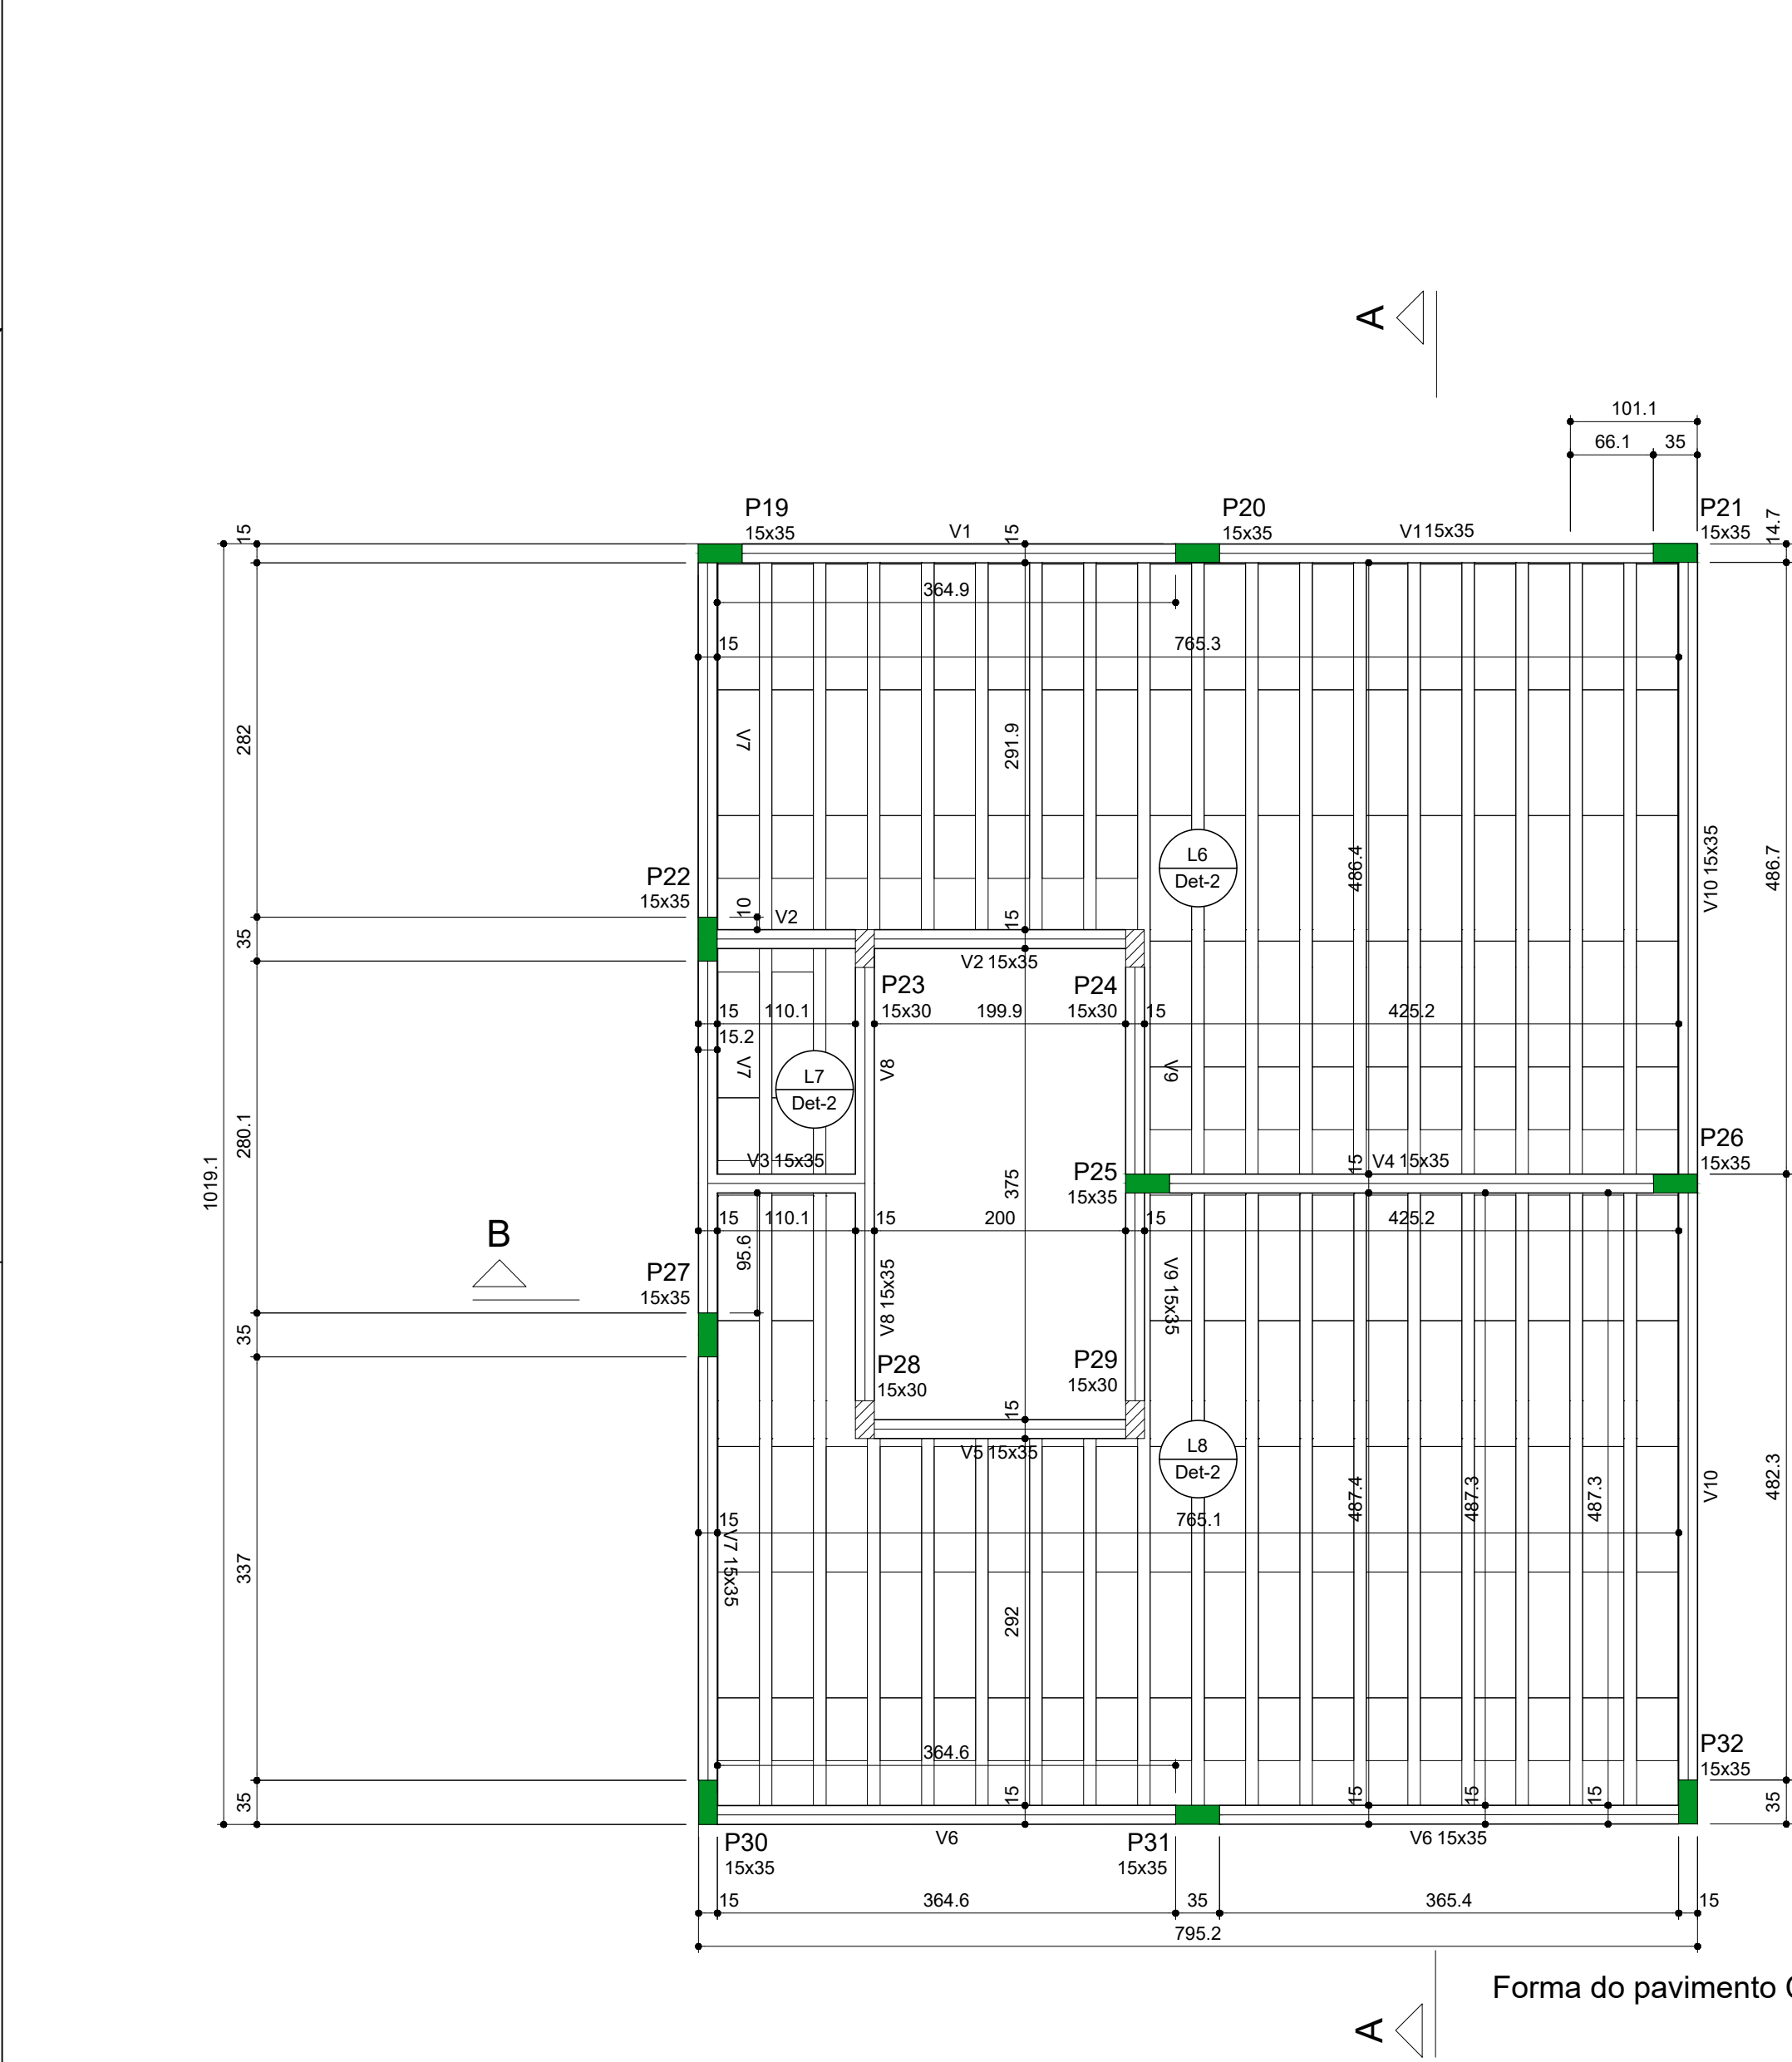 A
101.1
66.1 35
P19
15x35
V1
15
P20
15x35
V1 15x35
P21
15x35
14.7
15
364.9
15
765.3
282
V7
291.9
L6
Det-2
486.4
V10 15x35
486.7
P22
15x35
10
V2
15
35
V2 15x35
P23
15x30
P24
15x30
15
110.1
199.9
15
425.2
15.2
V7
L7
Det-2
V8
V9
280.1
1019.1
V3 15x35
375
P25
15x35
15
V4 15x35
P26
15x35
15
110.1
15
200
15
425.2
95.6
B
P27
15x35
V8 15x35
V9 15x35
35
P28
15x30
P29
15x30
15
V5 15x35
L8
Det-2
487.4
487.3
487.3
V10
482.3
15
765.1
V7 15x35
337
292
364.6
P32
15x35
35
15
15
15
15
35
P30
15x35
V6
P31
15x35
V6 15x35
15
364.6
35
365.4
15
795.2
Forma do pavimento
A